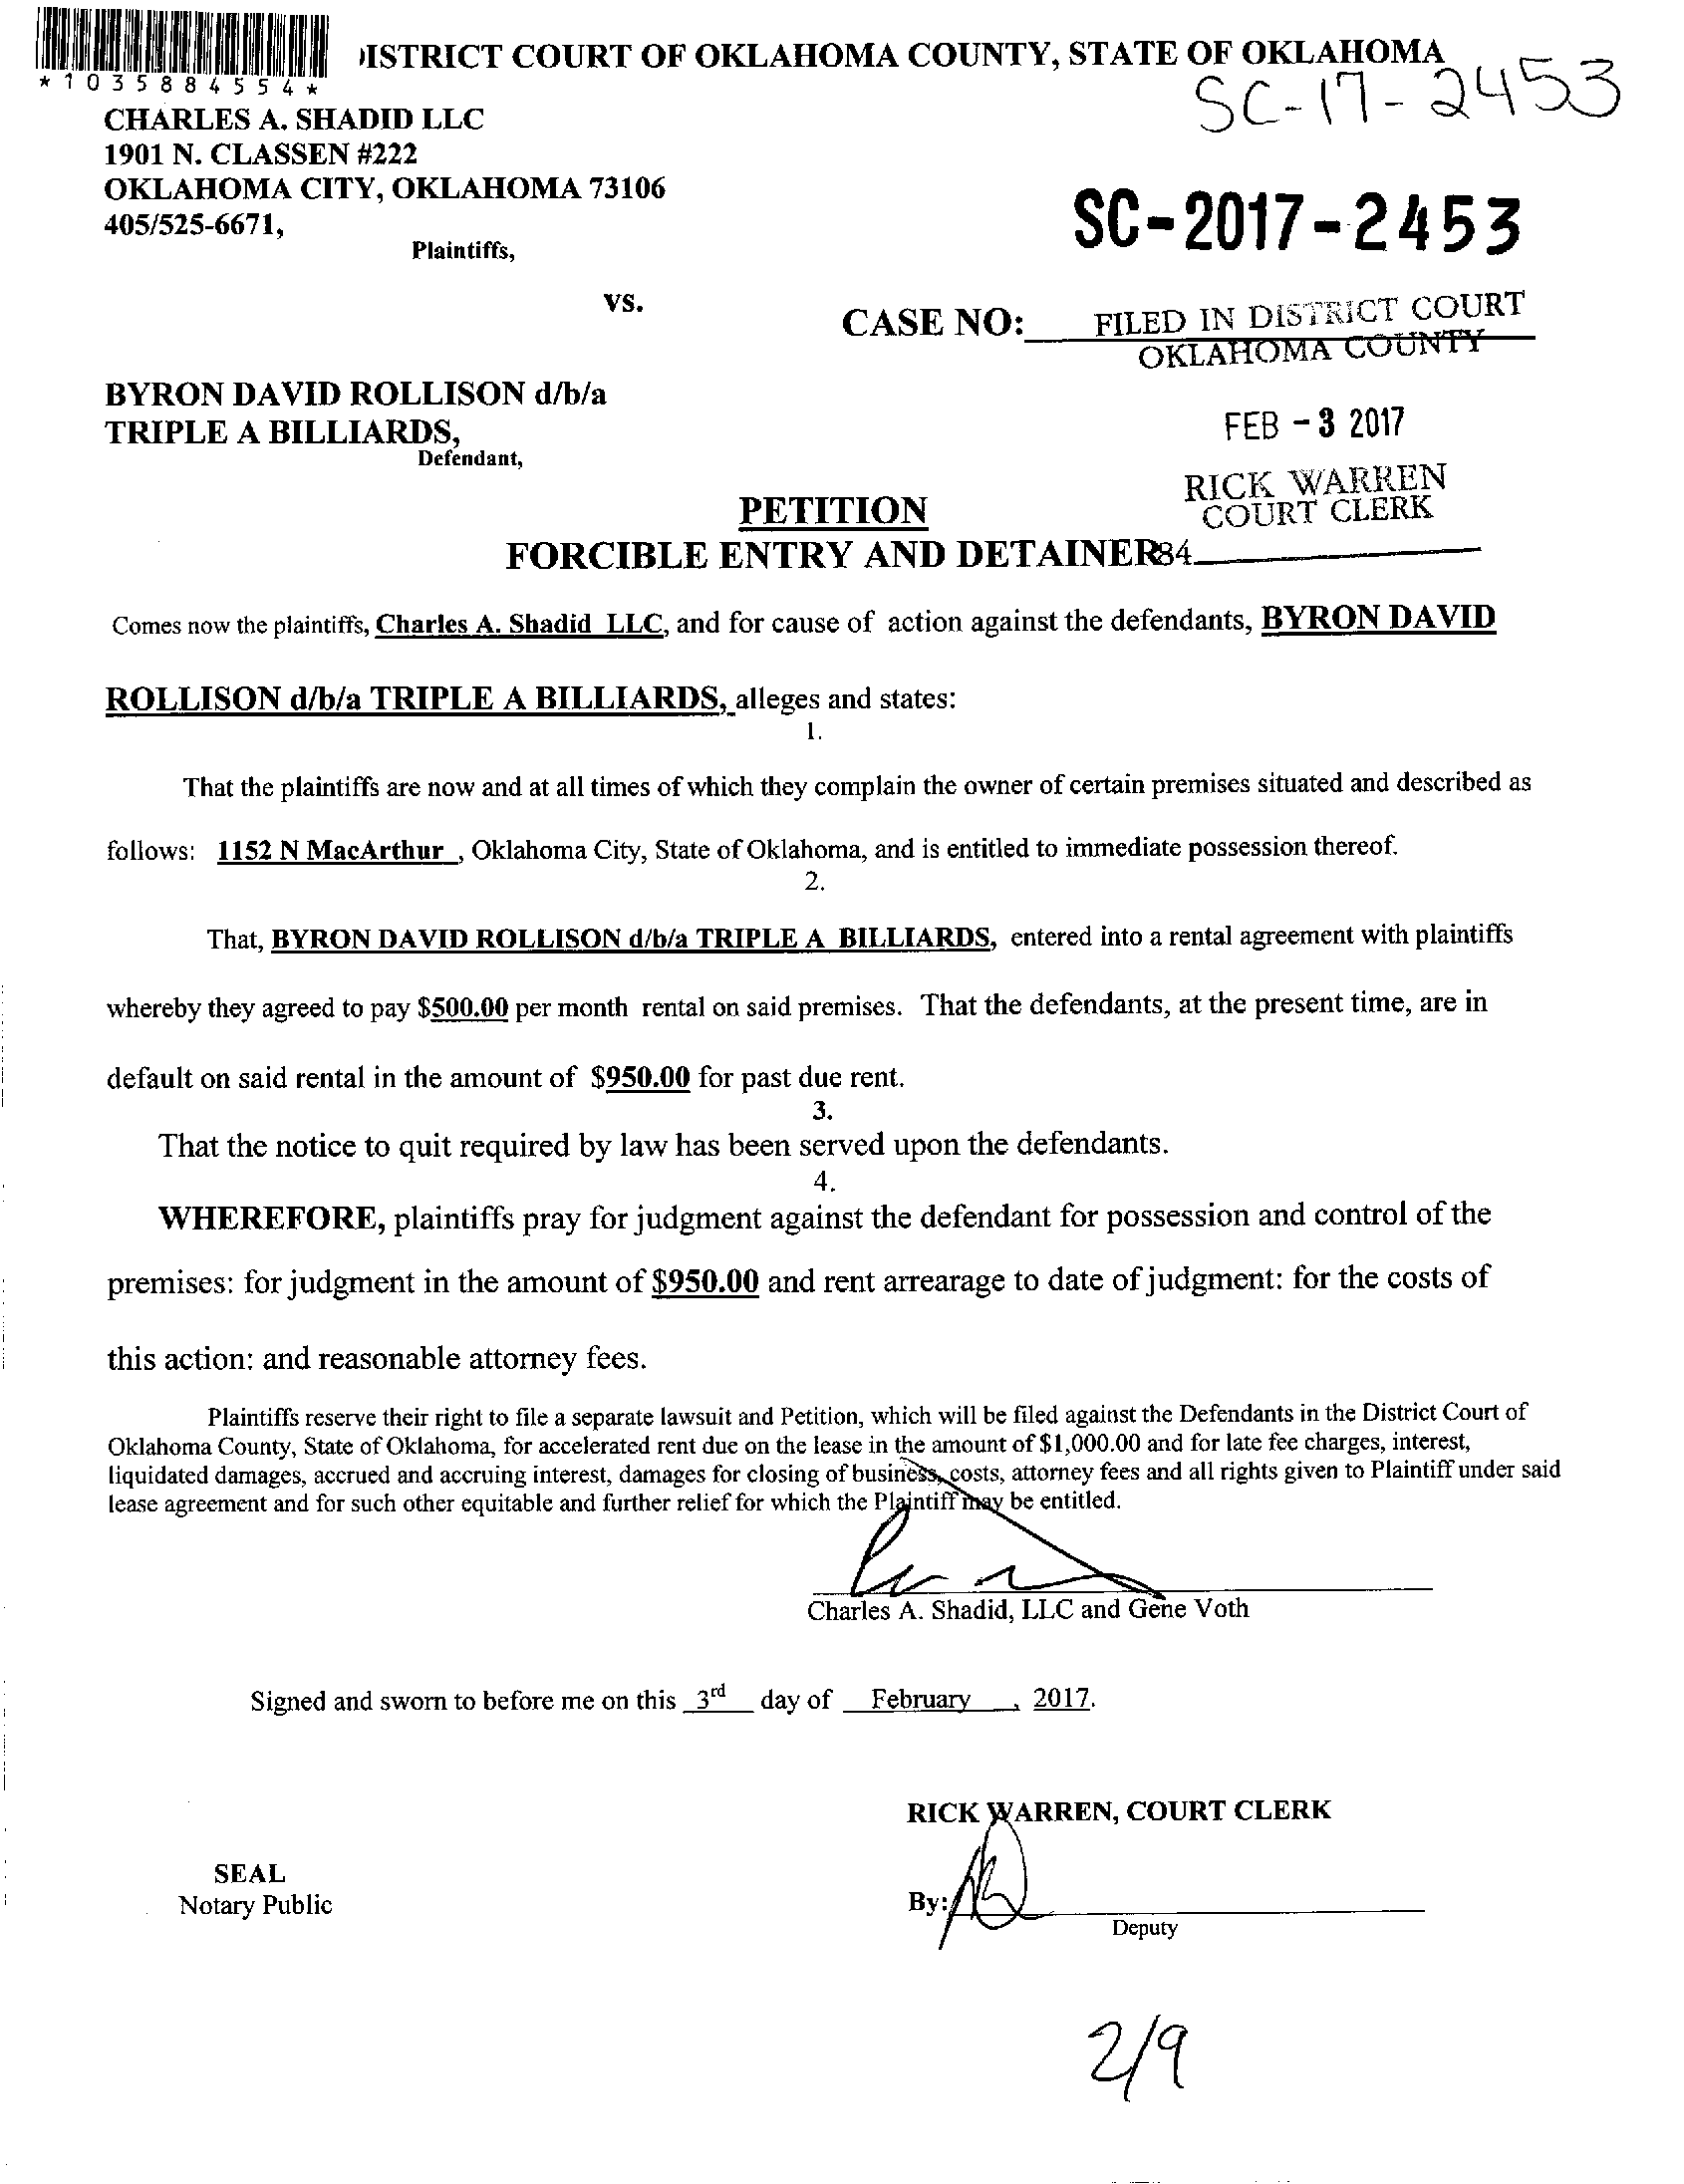 *1035884554*
ISTRICT COURT OF OKLAHOMA COUNTY, STATE OF OKLAHOMA
SC-17-2453
CHARLES A. SHADID LLC
1901 N. CLASSEN #222
OKLAHOMA CITY, OKLAHOMA 73106
405/525-6671,
Plaintiffs,
SC-2017-2453
vs.
CASE NO:
FILED IN DISTRICT COURT
OKLAHOMA COUNTY
BYRON DAVID ROLLISON d/b/a
TRIPLE A BILLIARDS,
Defendant,
FEB - 3 2017
RICK WARREN
COURT CLERK
PETITION
FORCIBLE ENTRY AND DETAINER
84
Comes now the plaintiffs, Charles A. Shadid LLC, and for cause of action against the defendants, BYRON DAVID
ROLLISON d/b/a TRIPLE A BILLIARDS, alleges and states:
1.
That the plaintiffs are now and at all times of which they complain the owner of certain premises situated and described as
follows: 1152 N MacArthur , Oklahoma City, State of Oklahoma, and is entitled to immediate possession thereof.
2.
That, BYRON DAVID ROLLISON d/b/a TRIPLE A BILLIARDS, entered into a rental agreement with plaintiffs
whereby they agreed to pay $500.00 per month rental on said premises. That the defendants, at the present time, are in
default on said rental in the amount of $950.00 for past due rent.
3.
That the notice to quit required by law has been served upon the defendants.
4.
WHEREFORE, plaintiffs pray for judgment against the defendant for possession and control of the
premises: for judgment in the amount of $950.00 and rent arrearage to date of judgment: for the costs of
this action: and reasonable attorney fees.
Plaintiffs reserve their right to file a separate lawsuit and Petition, which will be filed against the Defendants in the District Court of
Oklahoma County, State of Oklahoma, for accelerated rent due on the lease in the amount of $1,000.00 and for late fee charges, interest,
liquidated damages, accrued and accruing interest, damages for closing of business, costs, attorney fees and all rights given to Plaintiff under said
lease agreement and for such other equitable and further relief for which the Plaintiff may be entitled.
Charles A. Shadid, LLC and Gene Voth
Signed and sworn to before me on this 3rd day of February , 2017.
RICK WARREN, COURT CLERK
SEAL
Notary Public
By:
Deputy
2/9